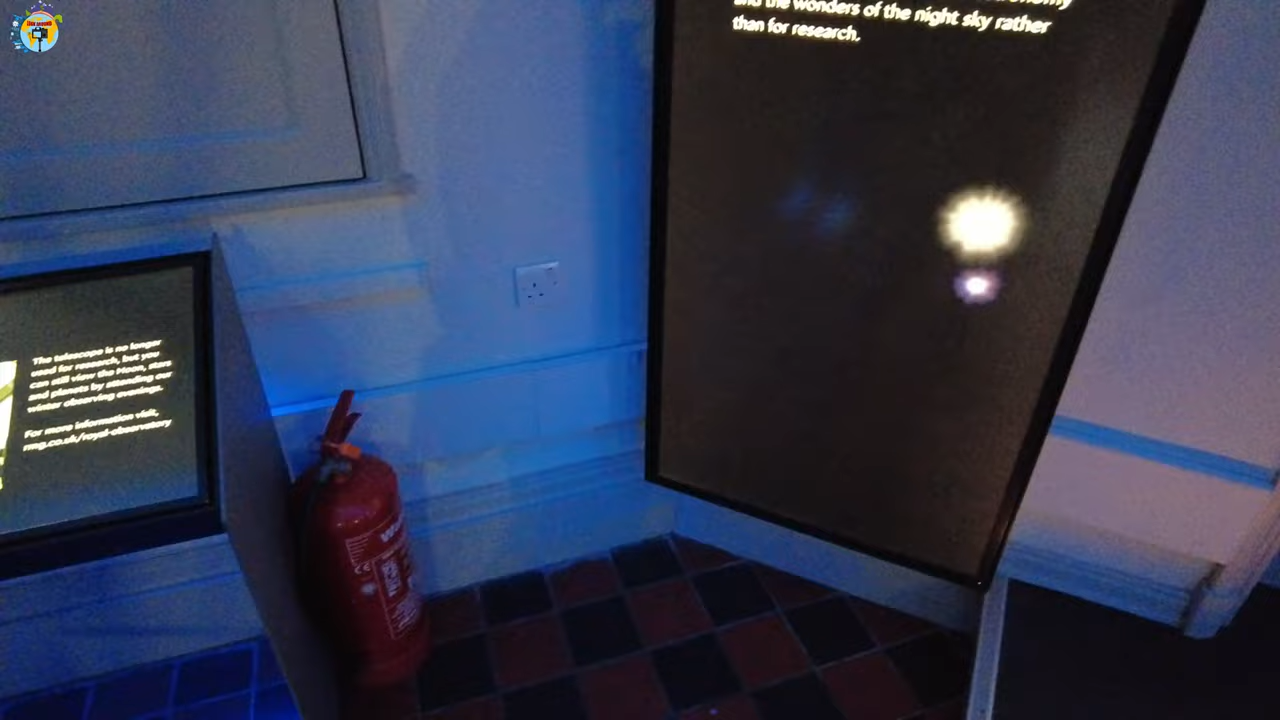 and the wonders of the night sky rather
than for research.
The telescope is no longer
used for research, but you
can still view the Moon, stars
and planets by attending our
winter observing evenings.
For more information visit,
rmg.co.uk/royal-observatory